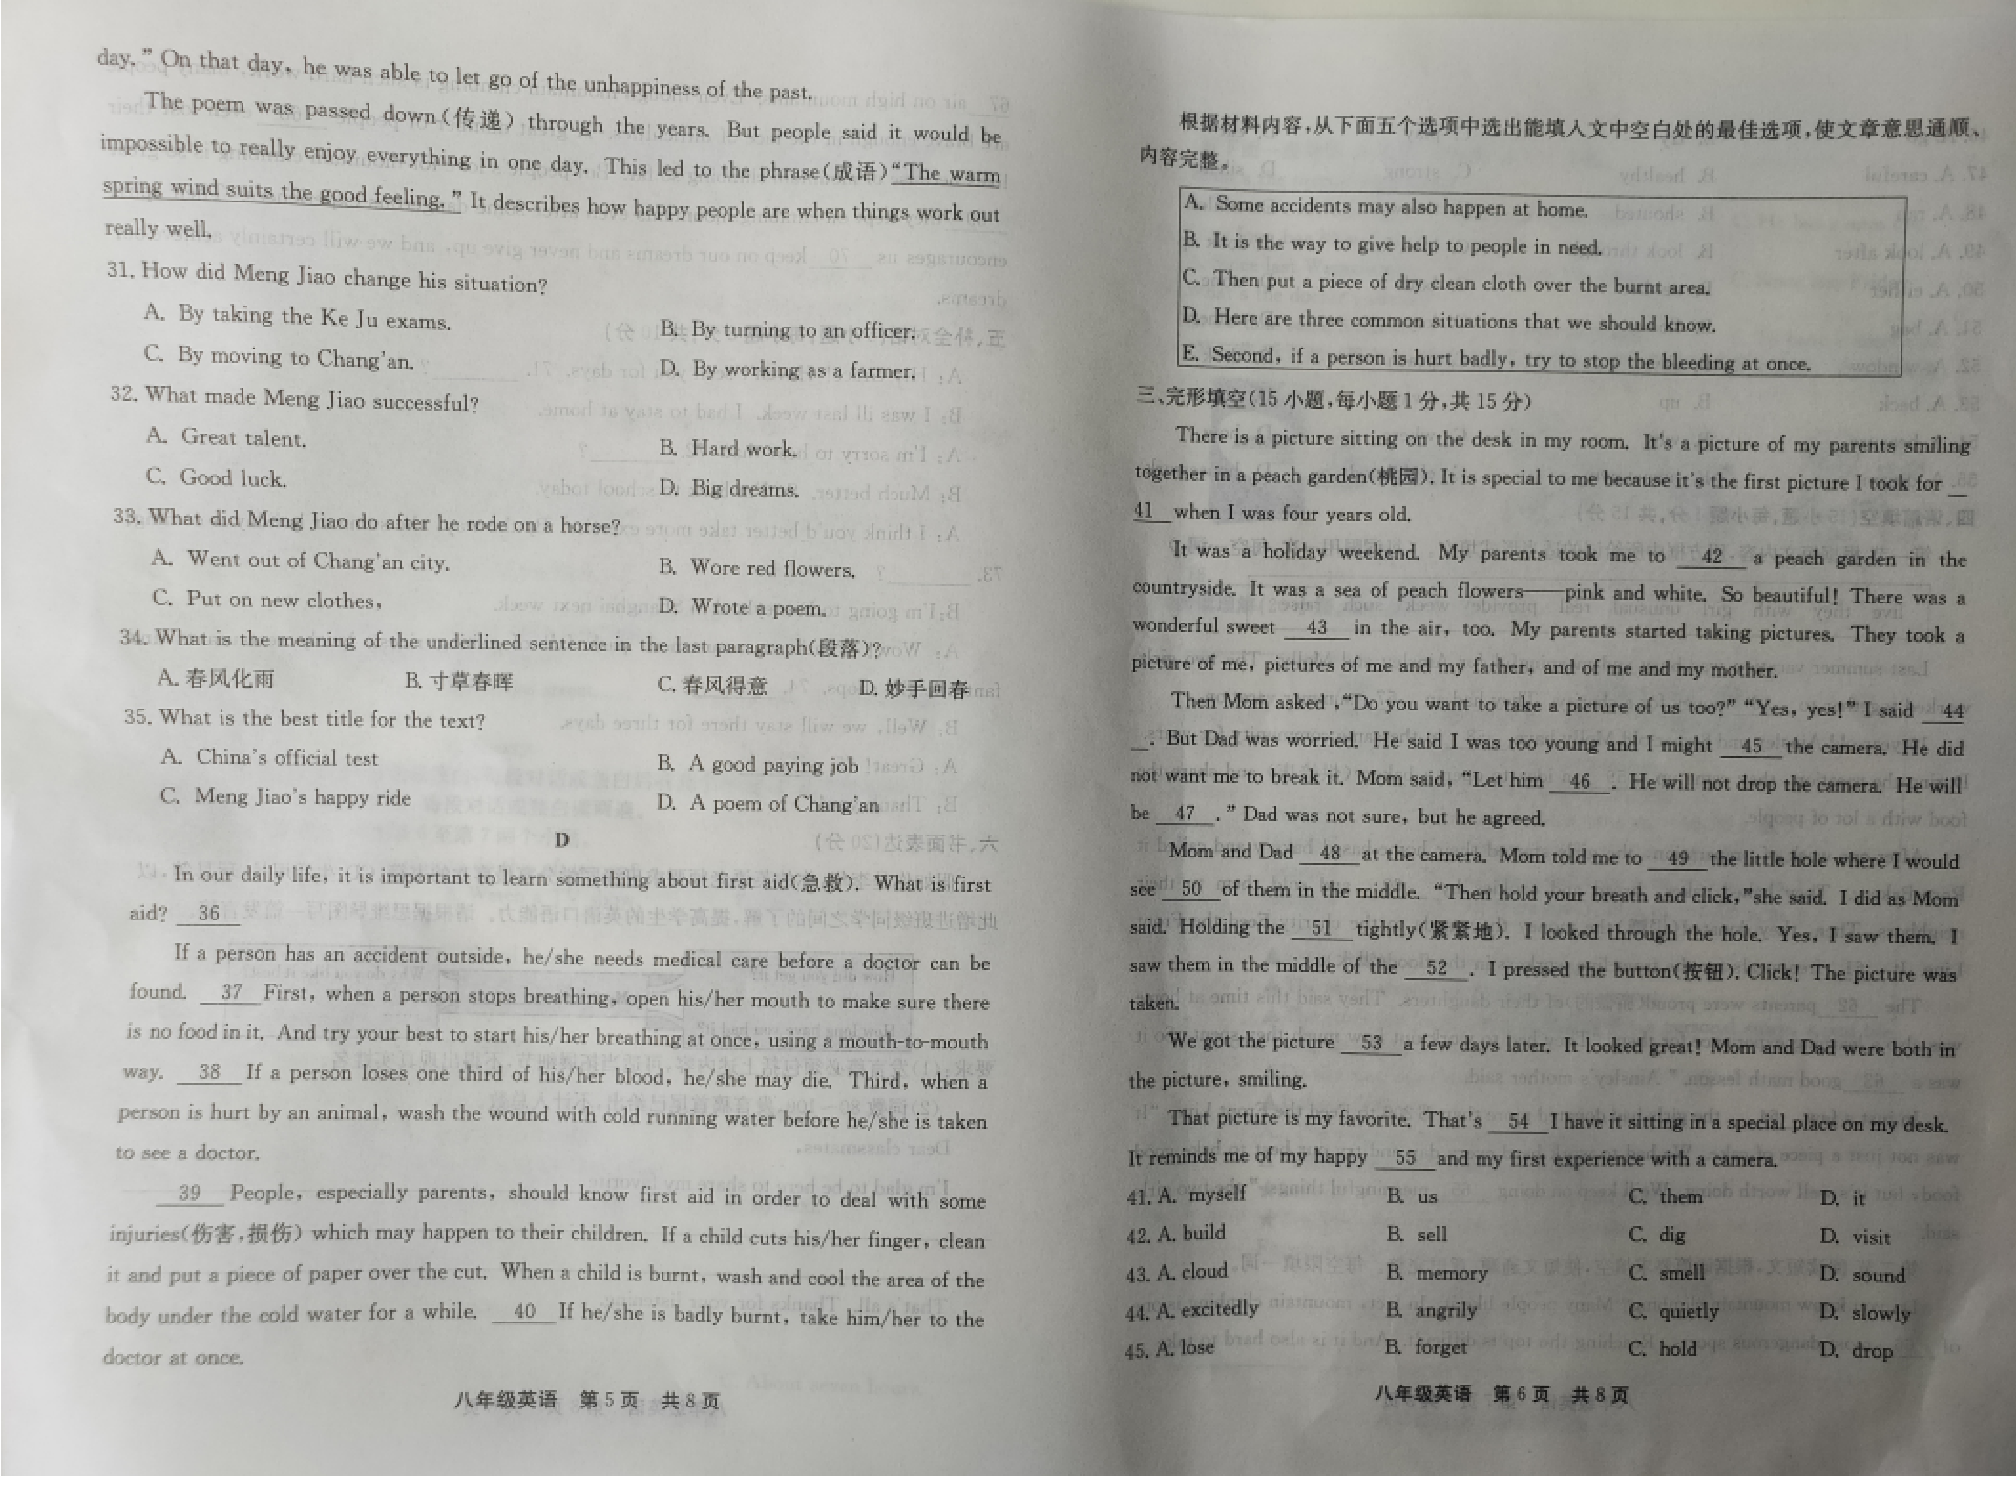 day." On that day, he was able to let go of the unhappiness of the past.
The poem was passed down(传递) through the years. But people said it would be
impossible to really enjoy everything in one day. This led to the phrase(成语)"The warm
spring wind suits the good feeling." It describes how happy people are when things work out
really well.
31. How did Meng Jiao change his situation?
A. By taking the Ke Ju exams. B. By turning to an officer.
C. By moving to Chang'an. D. By working as a farmer.
32. What made Meng Jiao successful?
A. Great talent. B. Hard work.
C. Good luck. D. Big dreams.
33. What did Meng Jiao do after he rode on a horse?
A. Went out of Chang'an city. B. Wore red flowers.
C. Put on new clothes, D. Wrote a poem.
34. What is the meaning of the underlined sentence in the last paragraph(段落)?
A. 春风化雨 B. 寸草春晖 C. 春风得意 D. 妙手回春
35. What is the best title for the text?
A. China's official test B. A good paying job
C. Meng Jiao's happy ride D. A poem of Chang'an
D
In our daily life, it is important to learn something about first aid(急救). What is first
aid? 36
If a person has an accident outside, he/she needs medical care before a doctor can be
found. 37 First, when a person stops breathing, open his/her mouth to make sure there
is no food in it. And try your best to start his/her breathing at once, using a mouth-to-mouth
way. 38 If a person loses one third of his/her blood, he/she may die. Third, when a
person is hurt by an animal, wash the wound with cold running water before he/she is taken
to see a doctor.
39 People, especially parents, should know first aid in order to deal with some
injuries(伤害,损伤) which may happen to their children. If a child cuts his/her finger, clean
it and put a piece of paper over the cut. When a child is burnt, wash and cool the area of the
body under the cold water for a while. 40 If he/she is badly burnt, take him/her to the
doctor at once.
八年级英语 第5页 共8页
根据材料内容,从下面五个选项中选出能填入文中空白处的最佳选项,使文章意思通顺、
内容完整。
A. Some accidents may also happen at home.
B. It is the way to give help to people in need.
C. Then put a piece of dry clean cloth over the burnt area.
D. Here are three common situations that we should know.
E. Second, if a person is hurt badly, try to stop the bleeding at once.
三、完形填空(15小题,每小题1分,共15分)
There is a picture sitting on the desk in my room. It's a picture of my parents smiling
together in a peach garden(桃园). It is special to me because it's the first picture I took for
41 when I was four years old.
It was a holiday weekend. My parents took me to 42 a peach garden in the
countryside. It was a sea of peach flowers——pink and white. So beautiful! There was a
wonderful sweet 43 in the air, too. My parents started taking pictures. They took a
picture of me, pictures of me and my father, and of me and my mother.
Then Mom asked ,"Do you want to take a picture of us too?" "Yes, yes!" I said 44
. But Dad was worried. He said I was too young and I might 45 the camera. He did
not want me to break it. Mom said, "Let him 46 . He will not drop the camera. He will
be 47 ." Dad was not sure, but he agreed.
Mom and Dad 48 at the camera. Mom told me to 49 the little hole where I would
see 50 of them in the middle. "Then hold your breath and click,"she said. I did as Mom
said. Holding the 51 tightly(紧紧地). I looked through the hole. Yes, I saw them. I
saw them in the middle of the 52 . I pressed the button(按钮). Click! The picture was
taken.
We got the picture 53 a few days later. It looked great! Mom and Dad were both in
the picture, smiling.
That picture is my favorite. That's 54 I have it sitting in a special place on my desk.
It reminds me of my happy 55 and my first experience with a camera.
41. A. myself B. us C. them D. it
42. A. build B. sell C. dig D. visit
43. A. cloud B. memory C. smell D. sound
44. A. excitedly B. angrily C. quietly D. slowly
45. A. lose B. forget C. hold D. drop
八年级英语 第6页 共8页